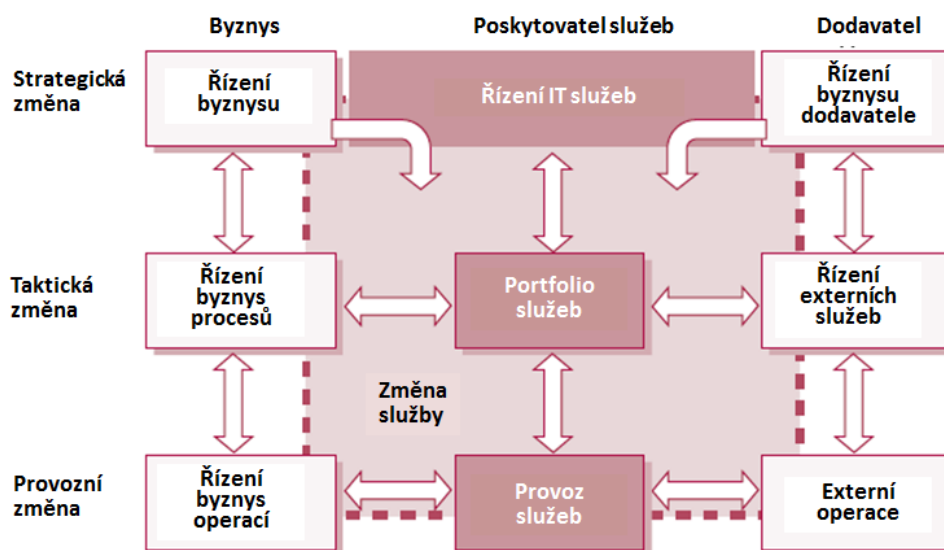 Byznys
Poskytovatel služeb
Dodavatel
Strategická
změna
Řízení
byznysu
Řízení IT služeb
Řízení
byznysu
dodavatele
Taktická
změna
Řízení
byznys
procesů
Portfolio
služeb
Řízení
externích
služeb
Změna
služby
Provozní
změna
Řízení
byznys
operací
Provoz
služeb
Externí
operace